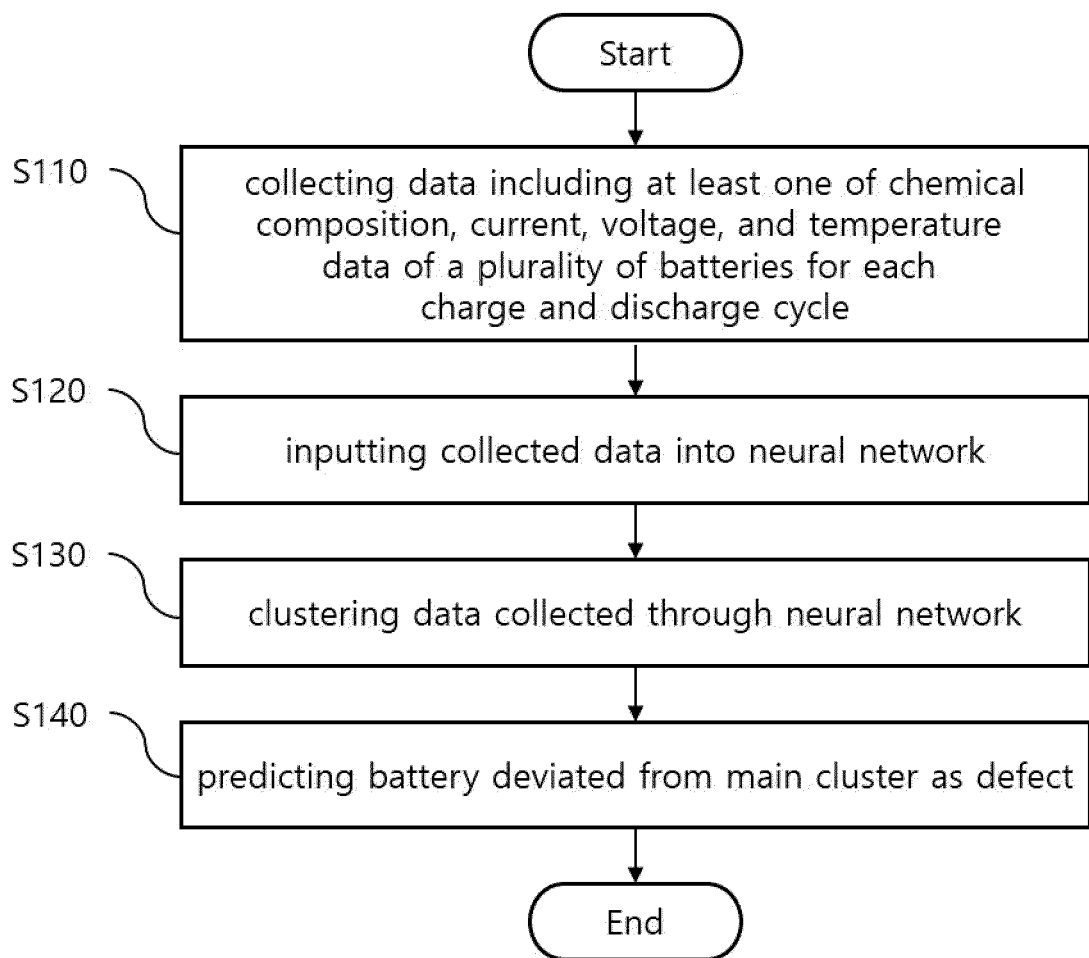 Start
S110
collecting data including at least one of chemical
composition, current, voltage, and temperature
data of a plurality of batteries for each
charge and discharge cycle
S120
inputting collected data into neural network
S130
clustering data collected through neural network
S140
predicting battery deviated from main cluster as defect
End